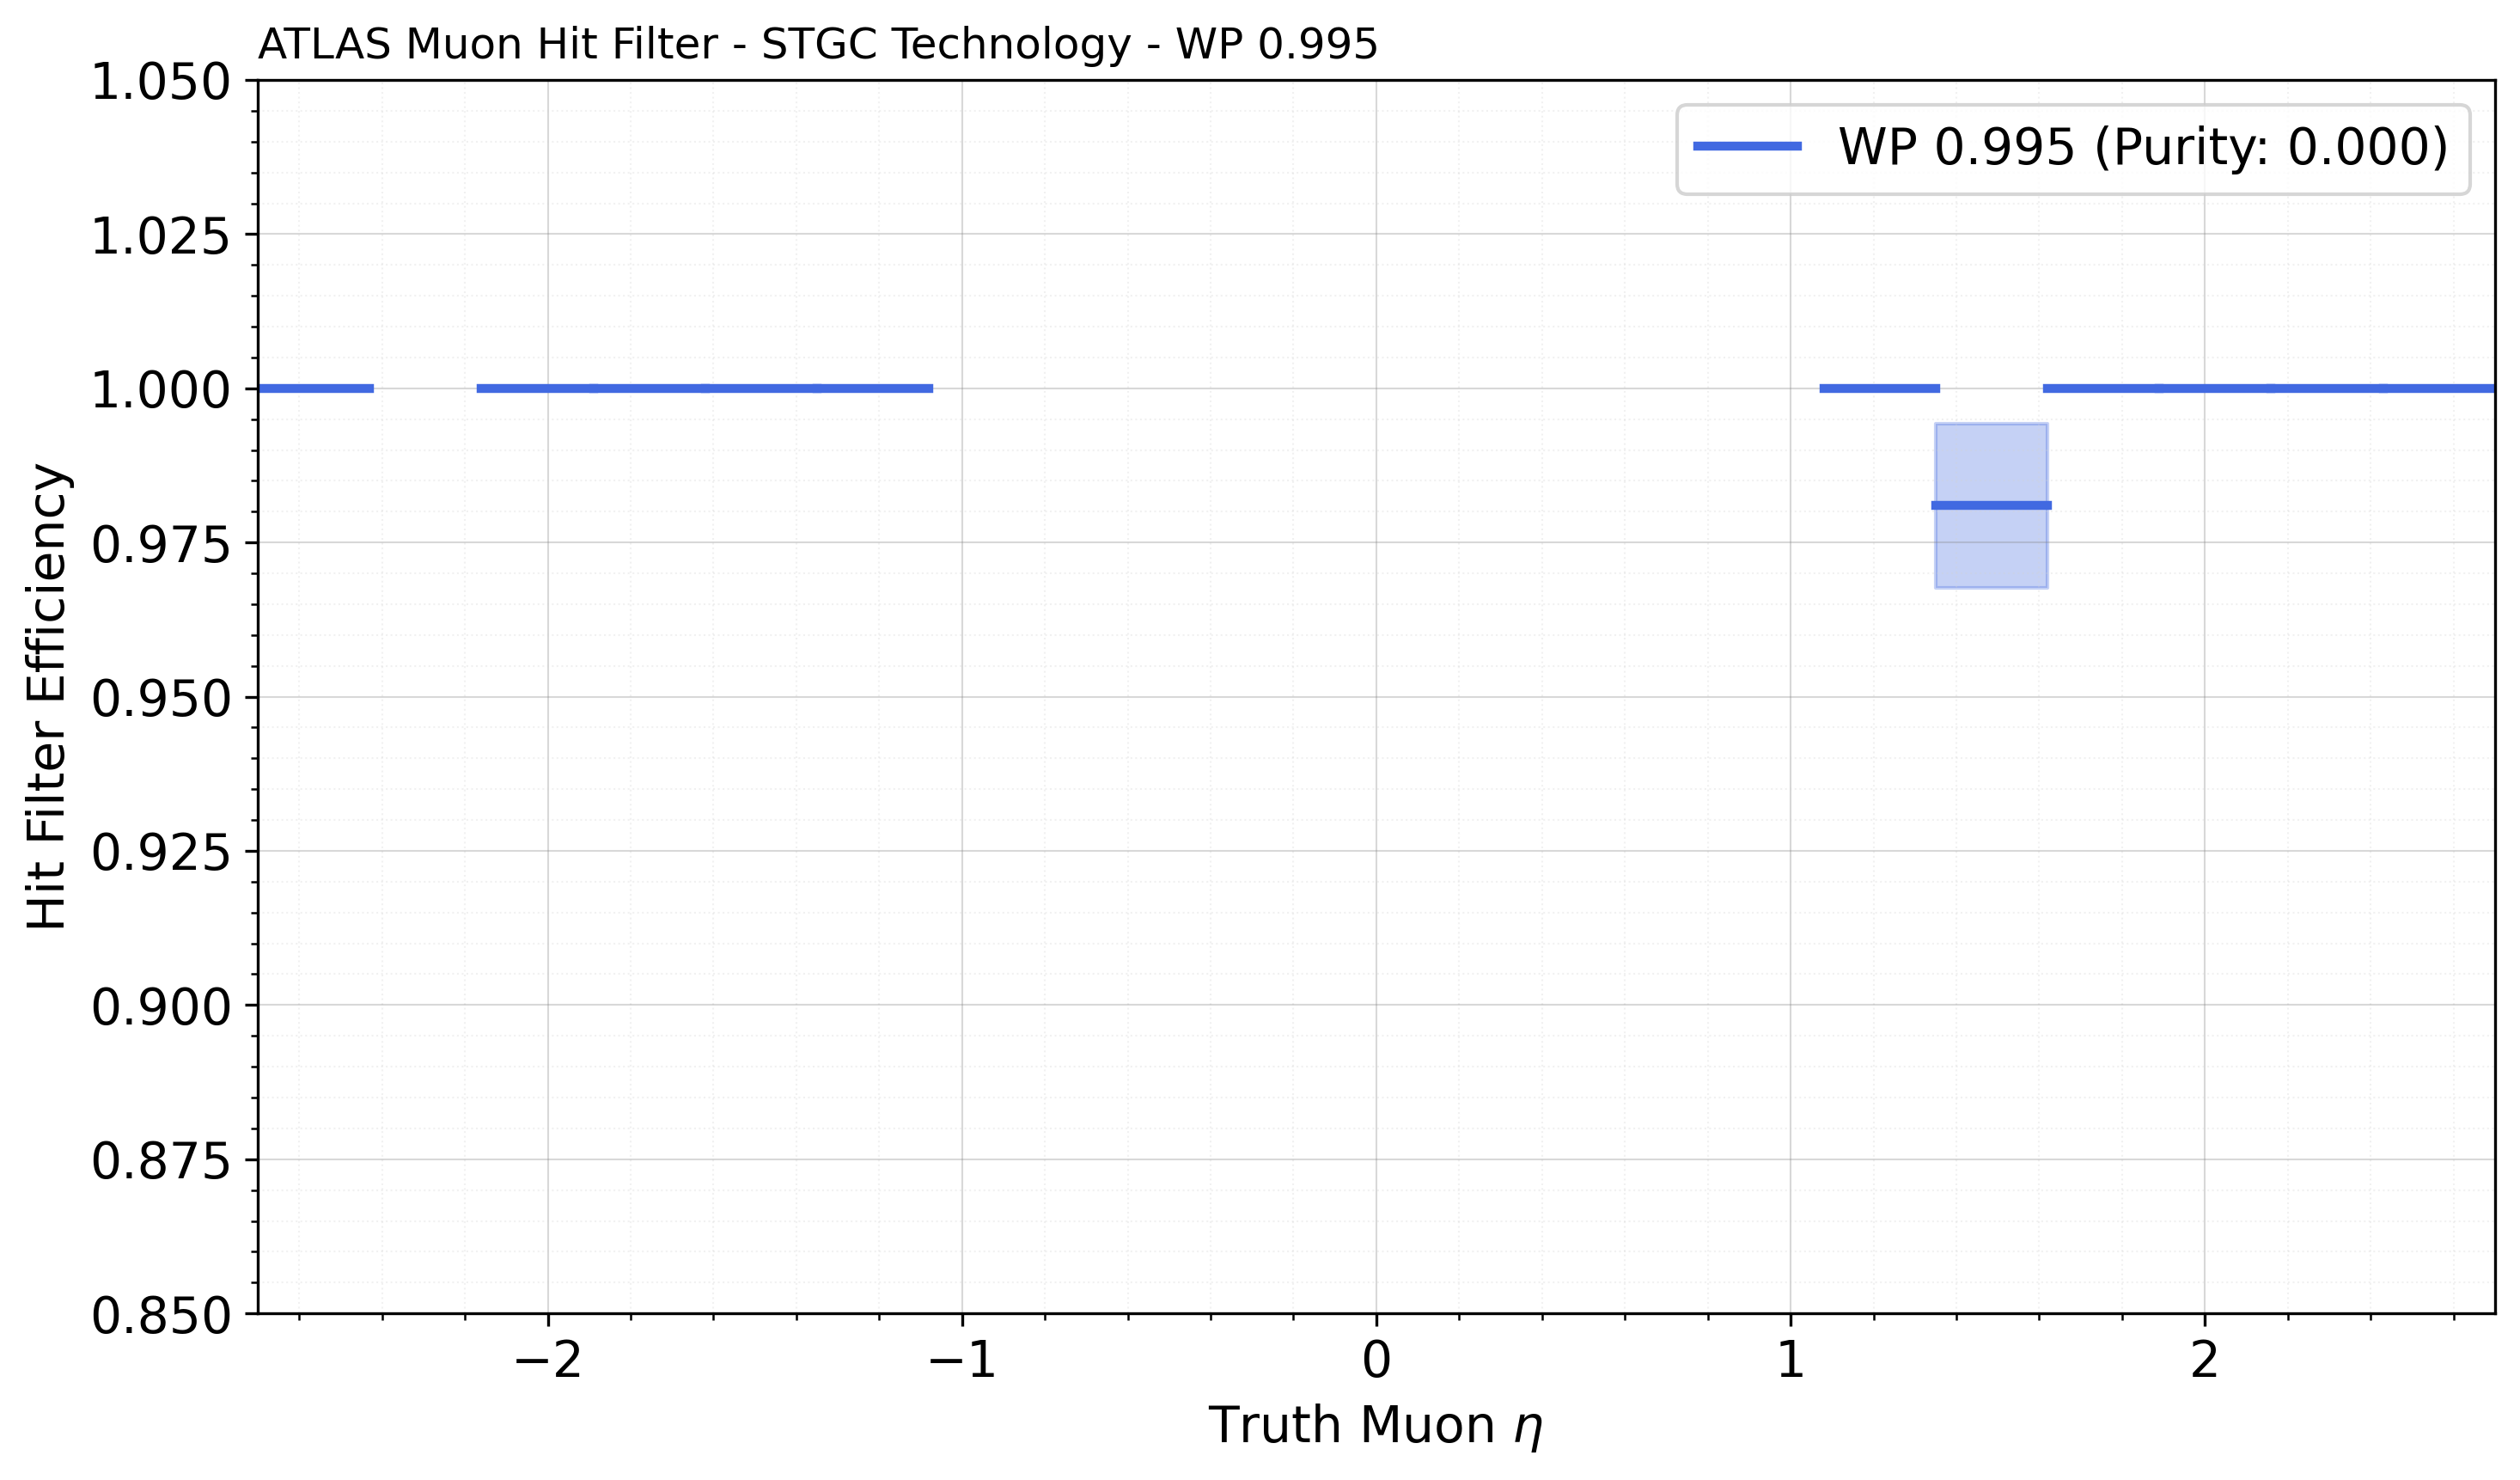 ATLAS Muon Hit Filter - STGC Technology - WP 0.995
WP 0.995 (Purity: 0.000)
Hit Filter Efficiency
1.050
1.025
1.000
0.975
0.950
0.925
0.900
0.875
0.850
−2 −1 0 1 2
Truth Muon η